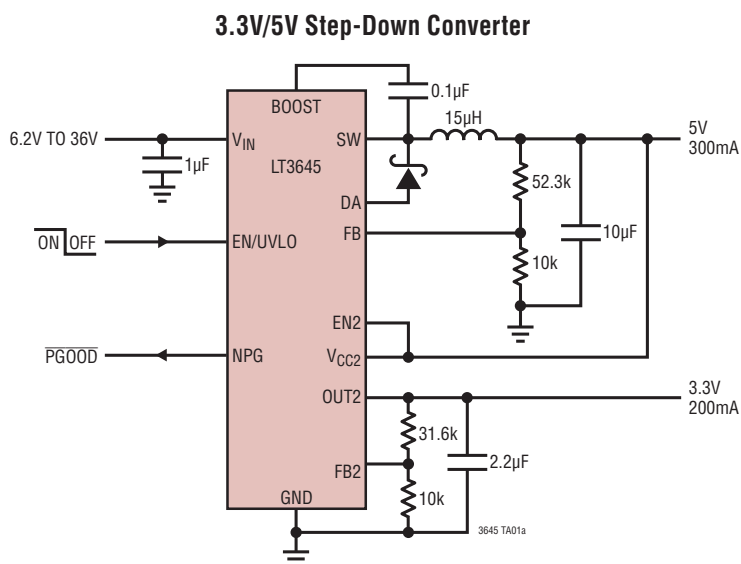 3.3V/5V Step-Down Converter
BOOST
0.1µF
15µH
6.2V TO 36V
VIN
SW
5V
300mA
1µF
LT3645
DA
52.3k
ON OFF
EN/UVLO
FB
10µF
10k
EN2
PGOOD
NPG
VCC2
OUT2
3.3V
200mA
31.6k
FB2
2.2µF
10k
GND
3645 TA01a